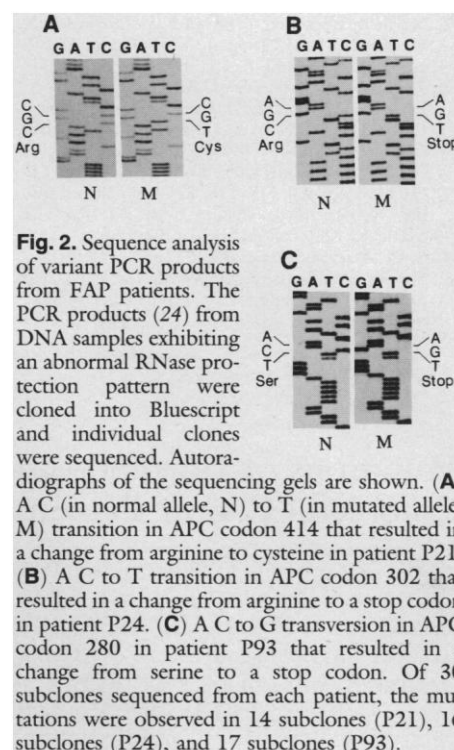 A
G A T C G A T C
C
G
C
Arg
C
G
T
Cys
N M
B
G A T C G A T C
A
G
C
Arg
A
G
T
Stop
N M
Fig. 2. Sequence analysis
of variant PCR products
from FAP patients. The
PCR products (24) from
DNA samples exhibiting
an abnormal RNase pro-
tection pattern were
cloned into Bluescript
and individual clones
were sequenced. Autora-
C
G A T C G A T C
A
C
T
Ser
A
G
T
Stop
N M
diographs of the sequencing gels are shown. (A
A C (in normal allele, N) to T (in mutated allele
M) transition in APC codon 414 that resulted in
a change from arginine to cysteine in patient P21
(B) A C to T transition in APC codon 302 tha
resulted in a change from arginine to a stop codon
in patient P24. (C) A C to G transversion in APC
codon 280 in patient P93 that resulted in
change from serine to a stop codon. Of 30
subclones sequenced from each patient, the mu-
tations were observed in 14 subclones (P21), 16
subclones (P24), and 17 subclones (P93).